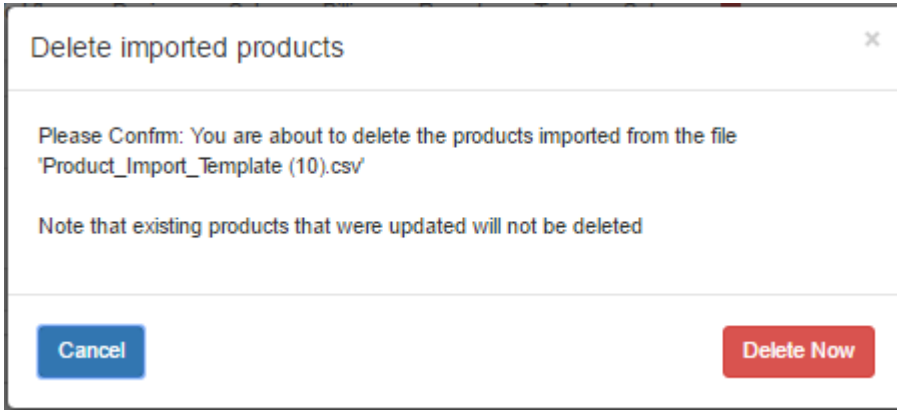 Delete imported products
×
Please Confrm: You are about to delete the products imported from the file
'Product_Import_Template (10).csv'
Note that existing products that were updated will not be deleted
Cancel
Delete Now